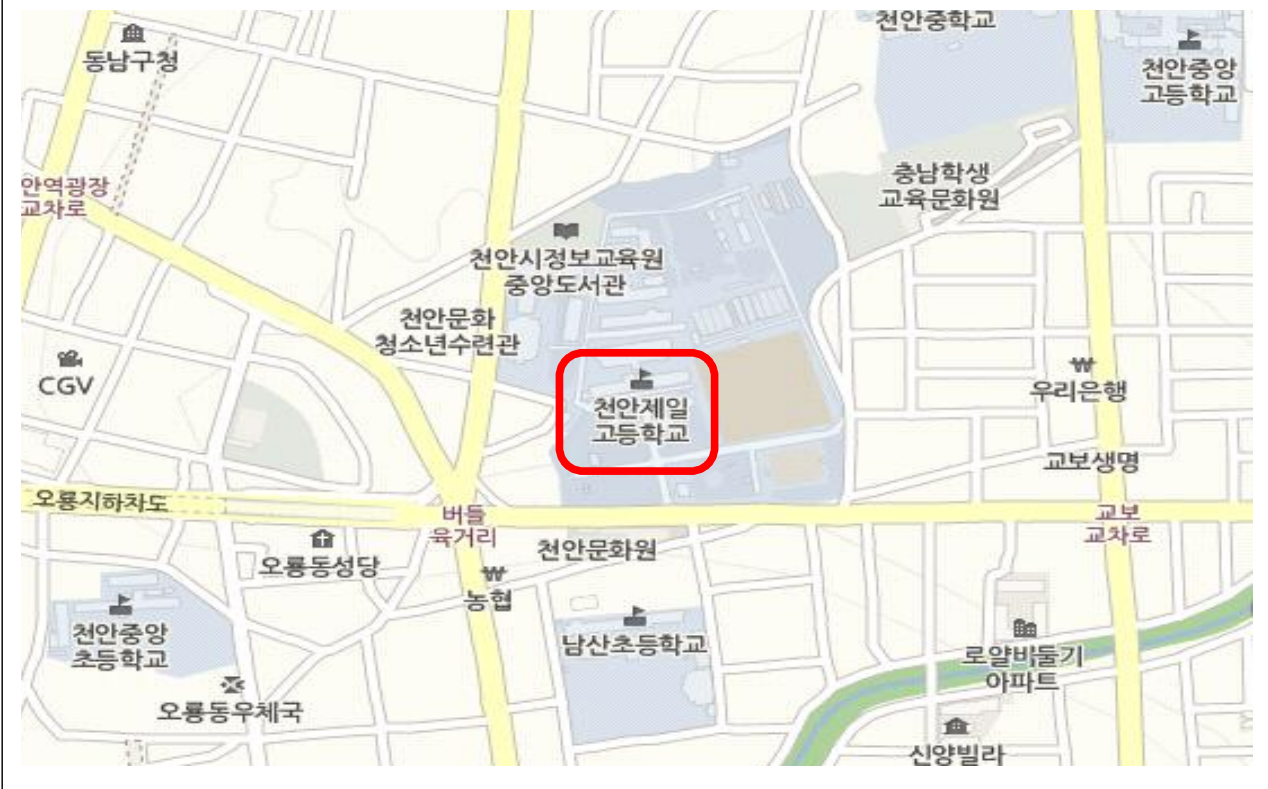 천안중학교
동남구청
천안중앙
고등학교
충남학생
교육문화원
안역광장
교차로
천안시정보교육원
중앙도서관
천안문화
청소년수련관
CGV
우리은행
천안제일
고등학교
교보생명
오룡지하차도
버들
육거리
교보
교차로
천안문화원
오룡동성당
농협
천안중앙
초등학교
남산초등학교
로얄비둘기
아파트
오룡동우체국
신양빌라